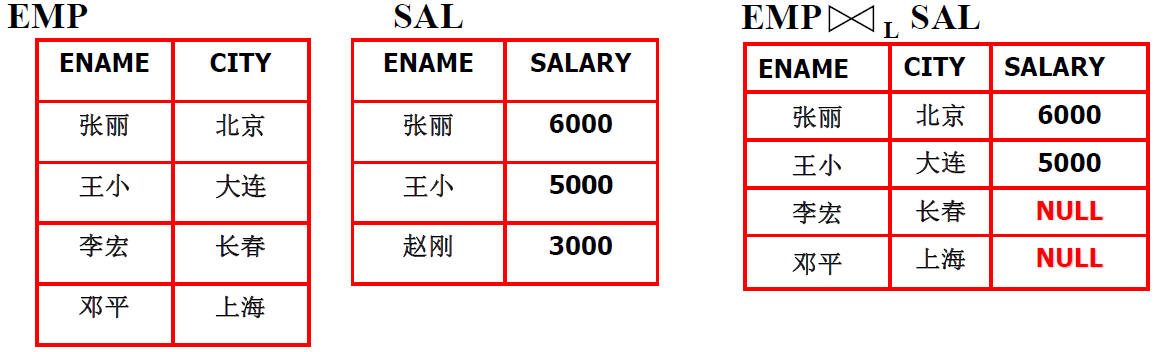 EMP
ENAME CITY
张丽 北京
王小 大连
李宏 长春
邓平 上海
SAL
ENAME SALARY
张丽 6000
王小 5000
赵刚 3000
EMP⋈L SAL
ENAME CITY SALARY
张丽 北京 6000
王小 大连 5000
李宏 长春 NULL
邓平 上海 NULL